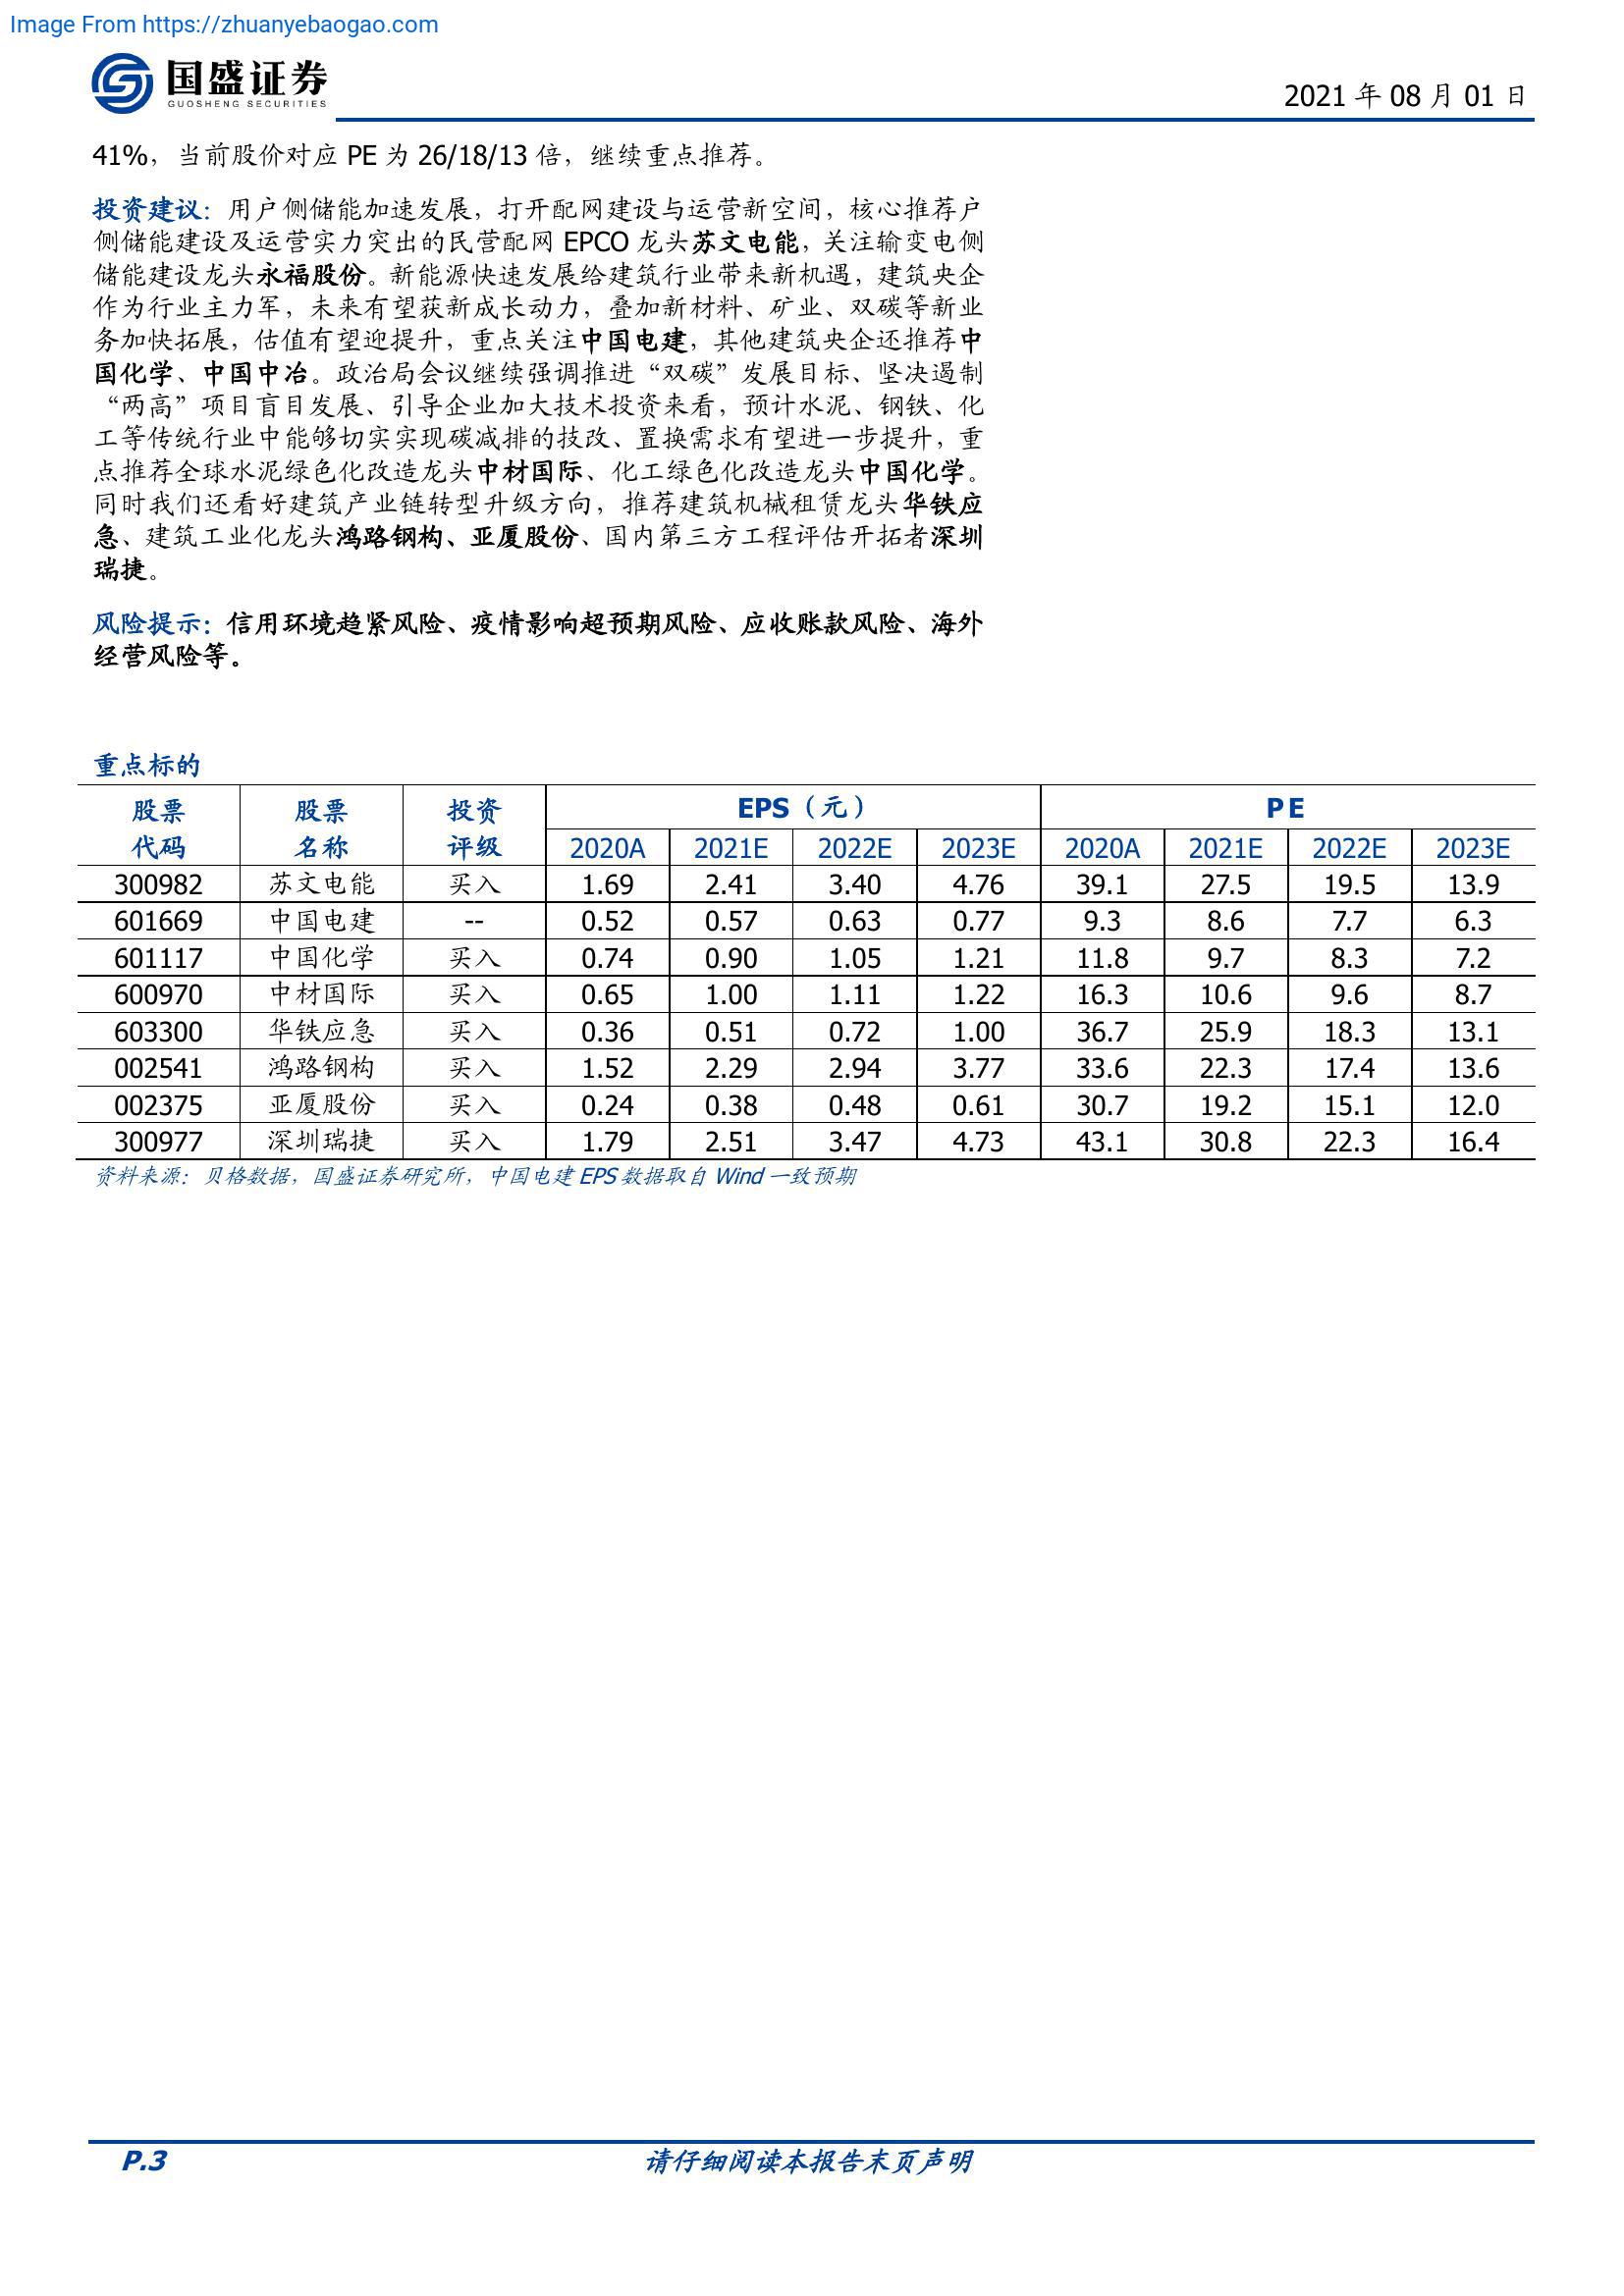 Image From https://zhuanyebaogao.com
国盛证券
GUOSHENG SECURITIES
2021 年 08 月 01 日
41%，当前股价对应 PE 为 26/18/13 倍，继续重点推荐。
投资建议：用户侧储能加速发展，打开配网建设与运营新空间，核心推荐户
侧储能建设及运营实力突出的民营配网 EPCO 龙头苏文电能，关注输变电侧
储能建设龙头永福股份。新能源快速发展给建筑行业带来新机遇，建筑央企
作为行业主力军，未来有望获新成长动力，叠加新材料、矿业、双碳等新业
务加快拓展，估值有望迎提升，重点关注中国电建，其他建筑央企还推荐中
国化学、中国中冶。政治局会议继续强调推进“双碳”发展目标、坚决遏制
“两高”项目盲目发展、引导企业加大技术投资来看，预计水泥、钢铁、化
工等传统行业中能够切实实现碳减排的技改、置换需求有望进一步提升，重
点推荐全球水泥绿色化改造龙头中材国际、化工绿色化改造龙头中国化学。
同时我们还看好建筑产业链转型升级方向，推荐建筑机械租赁龙头华铁应
急、建筑工业化龙头鸿路钢构、亚厦股份、国内第三方工程评估开拓者深圳
瑞捷。
风险提示：信用环境趋紧风险、疫情影响超预期风险、应收账款风险、海外
经营风险等。
重点标的
股票 股票 投资 EPS（元） PE
代码 名称 评级 2020A 2021E 2022E 2023E 2020A 2021E 2022E 2023E
300982 苏文电能 买入 1.69 2.41 3.40 4.76 39.1 27.5 19.5 13.9
601669 中国电建 -- 0.52 0.57 0.63 0.77 9.3 8.6 7.7 6.3
601117 中国化学 买入 0.74 0.90 1.05 1.21 11.8 9.7 8.3 7.2
600970 中材国际 买入 0.65 1.00 1.11 1.22 16.3 10.6 9.6 8.7
603300 华铁应急 买入 0.36 0.51 0.72 1.00 36.7 25.9 18.3 13.1
002541 鸿路钢构 买入 1.52 2.29 2.94 3.77 33.6 22.3 17.4 13.6
002375 亚厦股份 买入 0.24 0.38 0.48 0.61 30.7 19.2 15.1 12.0
300977 深圳瑞捷 买入 1.79 2.51 3.47 4.73 43.1 30.8 22.3 16.4
资料来源：贝格数据，国盛证券研究所，中国电建 EPS 数据取自 Wind 一致预期
P.3 请仔细阅读本报告末页声明